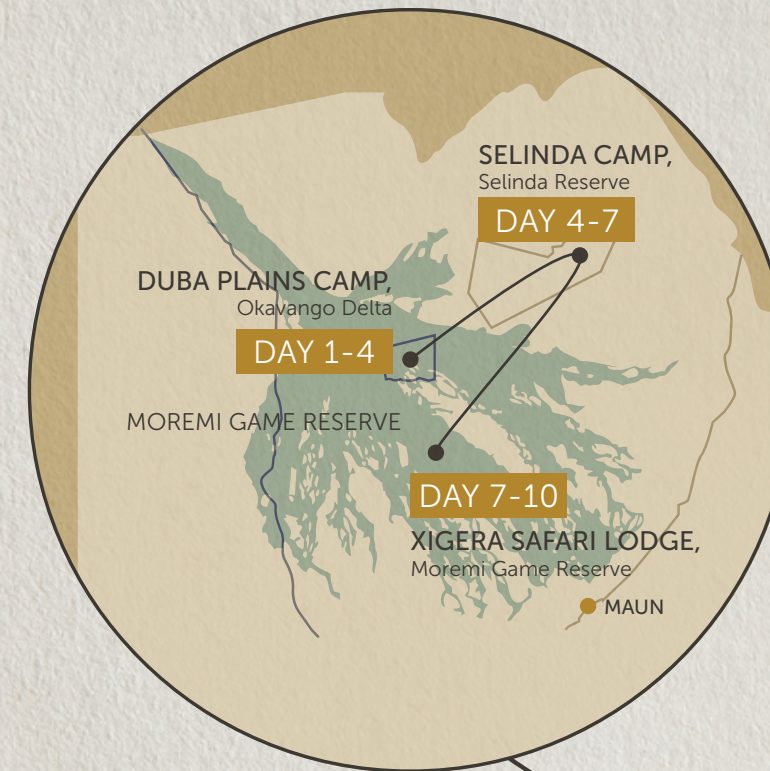 SELINDA CAMP,
Selinda Reserve
DAY 4-7
DUBA PLAINS CAMP,
Okavango Delta
DAY 1-4
MOREMI GAME RESERVE
DAY 7-10
XIGERA SAFARI LODGE,
Moremi Game Reserve
MAUN